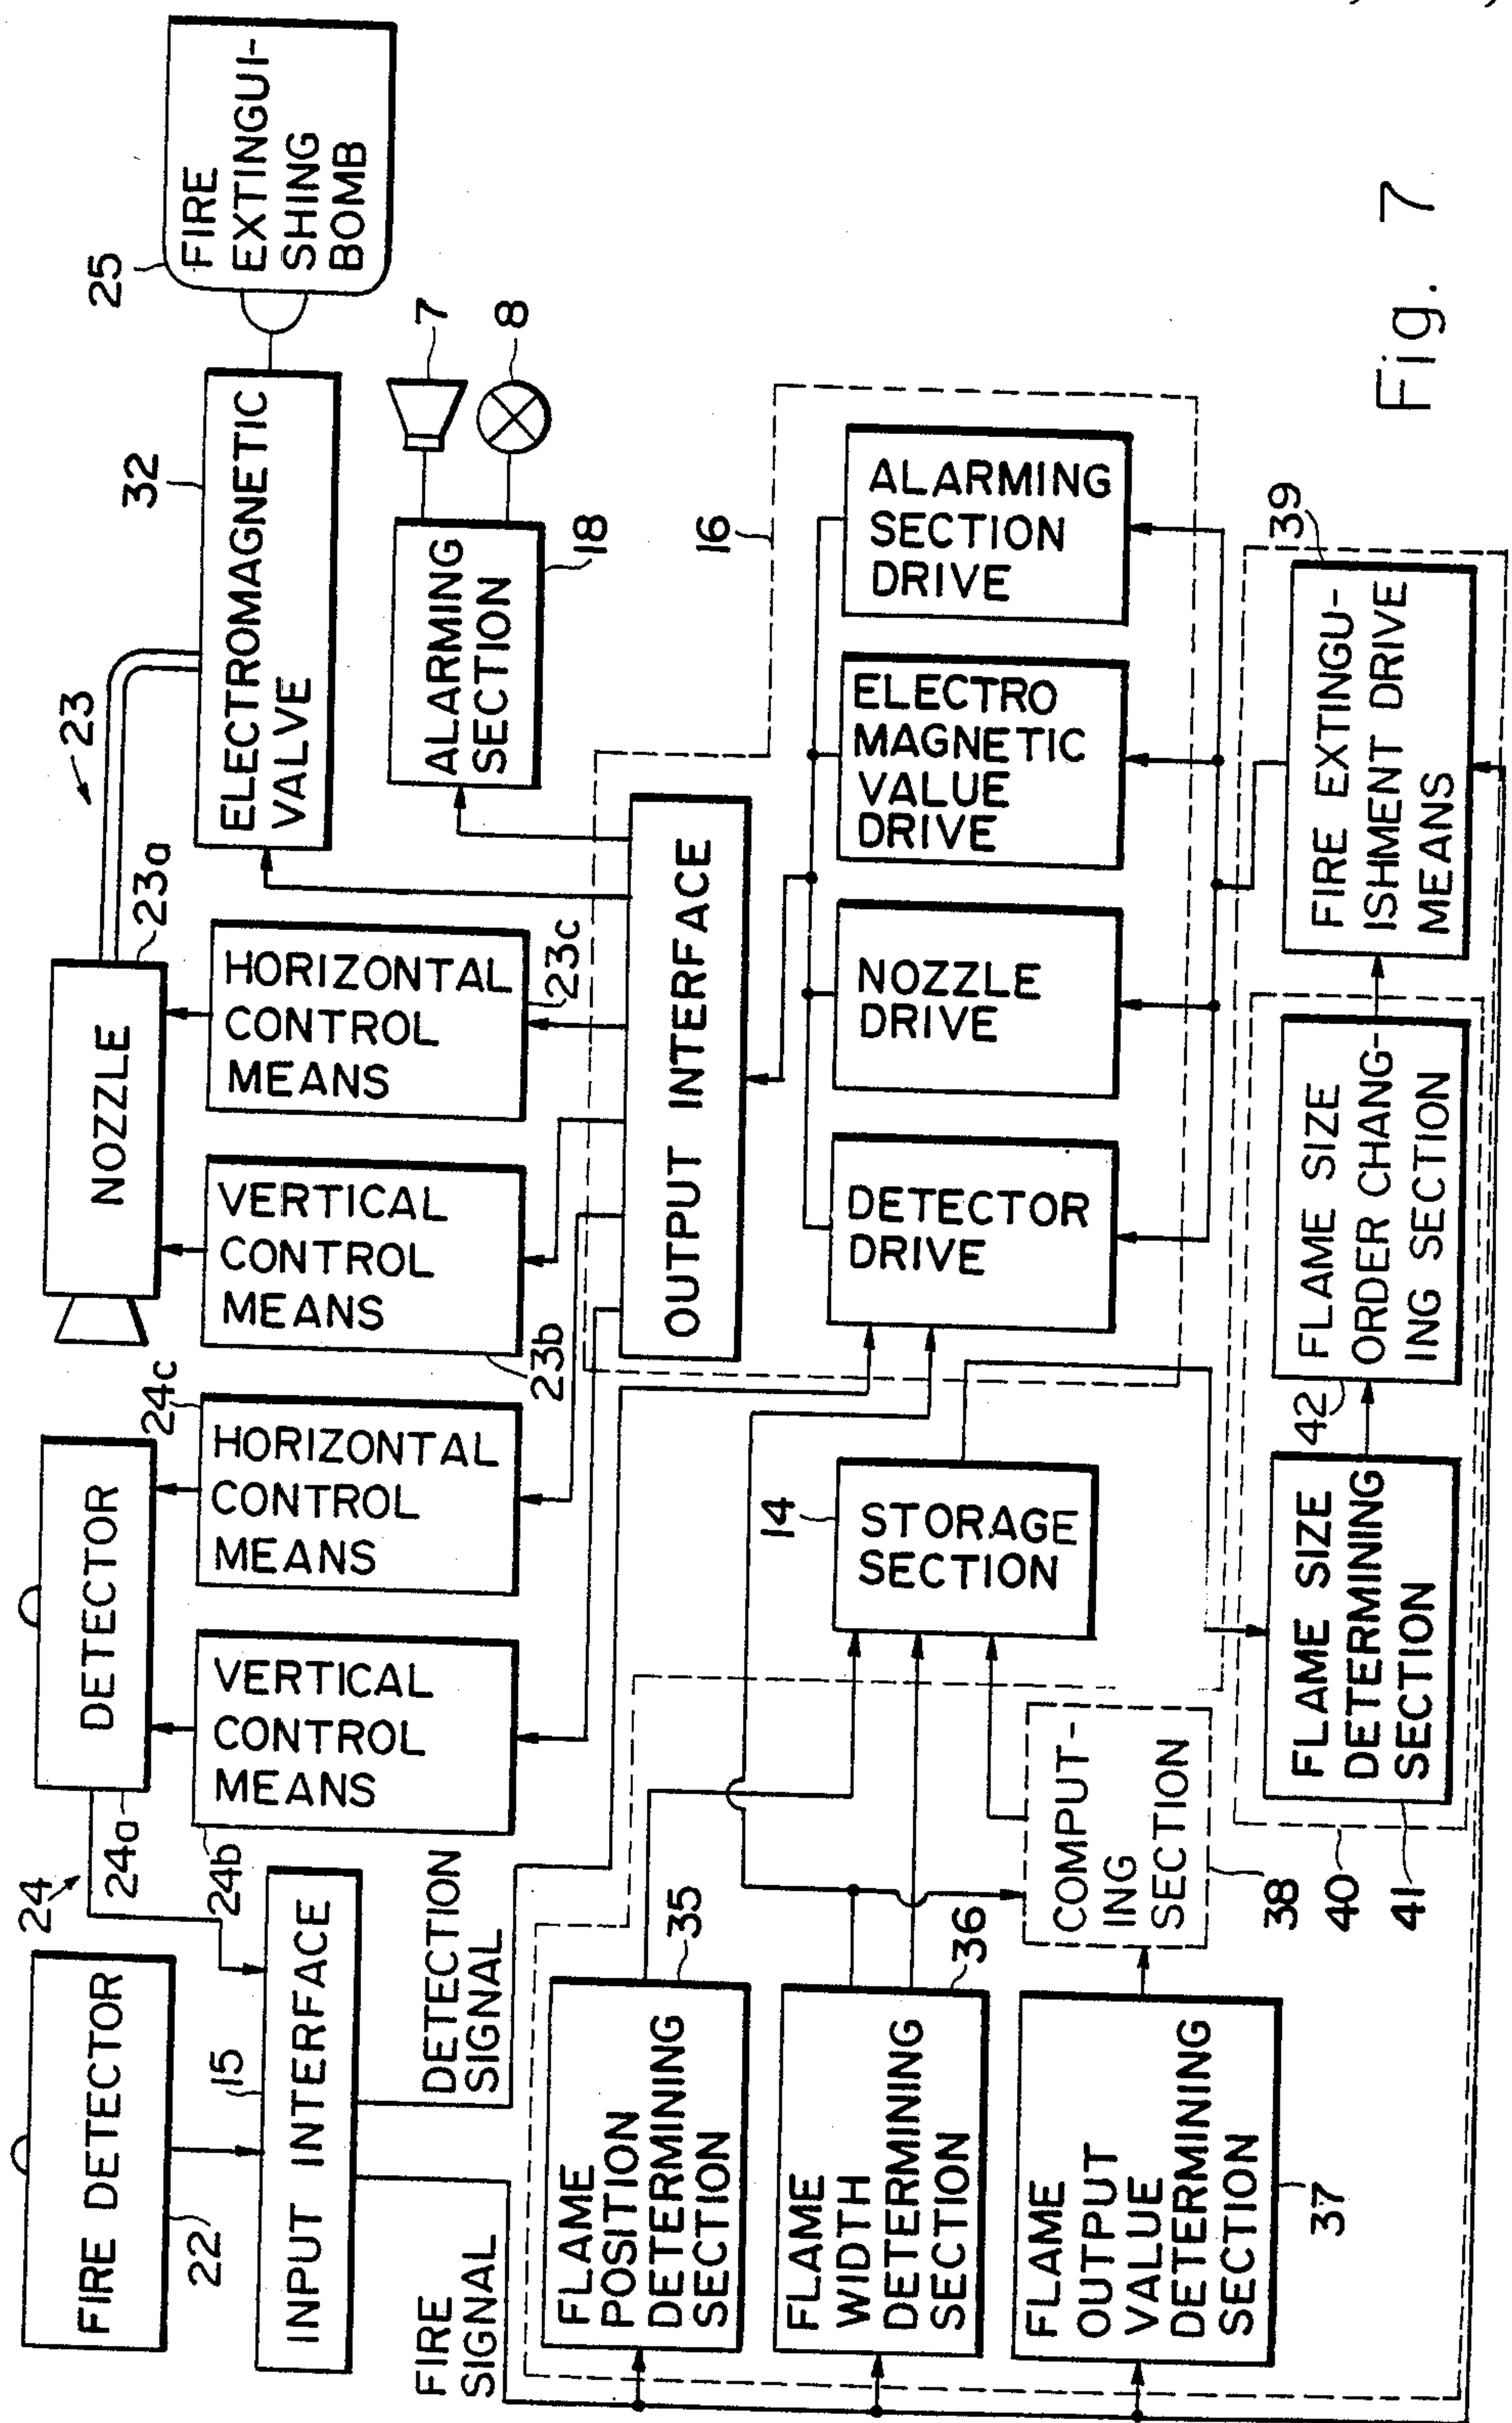 FIRE DETECTOR
22
24
24a
DETECTOR
24b
VERTICAL
CONTROL
MEANS
24c
HORIZONTAL
CONTROL
MEANS
NOZZLE
23a
23
23b
VERTICAL
CONTROL
MEANS
23c
HORIZONTAL
CONTROL
MEANS
32
ELECTROMAGNETIC
VALVE
25
FIRE
EXTINGUI-
SHING
BOMB
15
INPUT INTERFACE
ALARMING
SECTION
18
7
8
FIRE
SIGNAL
DETECTION
SIGNAL
OUTPUT INTERFACE
16
FLAME
POSITION
DETERMINING
SECTION
35
FLAME
WIDTH
DETERMINING
SECTION
36
FLAME
OUTPUT
VALUE
DETERMINING
SECTION
37
COMPUT-
ING
SECTION
38
14
STORAGE
SECTION
DETECTOR
DRIVE
NOZZLE
DRIVE
ELECTRO
MAGNETIC
VALUE
DRIVE
ALARMING
SECTION
DRIVE
40
41
FLAME SIZE
DETERMINING
SECTION
42
FLAME SIZE
ORDER CHANG-
ING SECTION
39
FIRE EXTINGU-
ISHMENT DRIVE
MEANS
Fig. 7